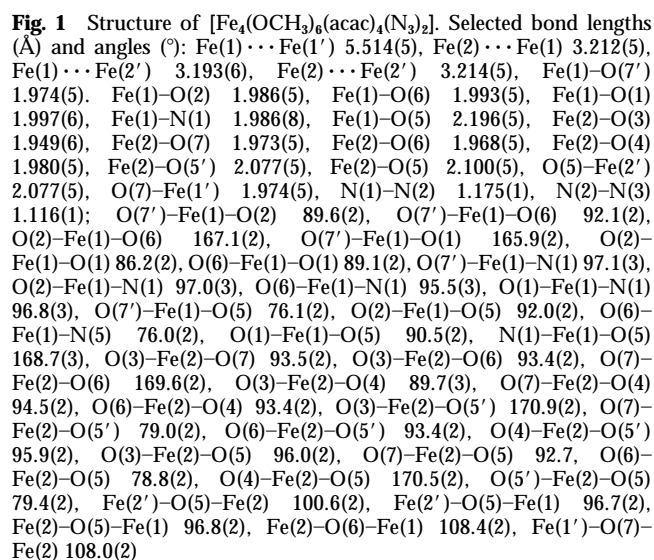 Fig. 1 Structure of [Fe4(OCH3)6(acac)4(N3)2]. Selected bond lengths
(Å) and angles (°): Fe(1)···Fe(1′) 5.514(5), Fe(2)···Fe(1) 3.212(5),
Fe(1)···Fe(2′) 3.193(6), Fe(2)···Fe(2′) 3.214(5), Fe(1)–O(7′)
1.974(5). Fe(1)–O(2) 1.986(5), Fe(1)–O(6) 1.993(5), Fe(1)–O(1)
1.997(6), Fe(1)–N(1) 1.986(8), Fe(1)–O(5) 2.196(5), Fe(2)–O(3)
1.949(6), Fe(2)–O(7) 1.973(5), Fe(2)–O(6) 1.968(5), Fe(2)–O(4)
1.980(5), Fe(2)–O(5′) 2.077(5), Fe(2)–O(5) 2.100(5), O(5)–Fe(2′)
2.077(5), O(7)–Fe(1′) 1.974(5), N(1)–N(2) 1.175(1), N(2)–N(3)
1.116(1); O(7′)–Fe(1)–O(2) 89.6(2), O(7′)–Fe(1)–O(6) 92.1(2),
O(2)–Fe(1)–O(6) 167.1(2), O(7′)–Fe(1)–O(1) 165.9(2), O(2)–
Fe(1)–O(1) 86.2(2), O(6)–Fe(1)–O(1) 89.1(2), O(7′)–Fe(1)–N(1) 97.1(3),
O(2)–Fe(1)–N(1) 97.0(3), O(6)–Fe(1)–N(1) 95.5(3), O(1)–Fe(1)–N(1)
96.8(3), O(7′)–Fe(1)–O(5) 76.1(2), O(2)–Fe(1)–O(5) 92.0(2), O(6)–
Fe(1)–N(5) 76.0(2), O(1)–Fe(1)–O(5) 90.5(2), N(1)–Fe(1)–O(5)
168.7(3), O(3)–Fe(2)–O(7) 93.5(2), O(3)–Fe(2)–O(6) 93.4(2), O(7)–
Fe(2)–O(6) 169.6(2), O(3)–Fe(2)–O(4) 89.7(3), O(7)–Fe(2)–O(4)
94.5(2), O(6)–Fe(2)–O(4) 93.4(2), O(3)–Fe(2)–O(5′) 170.9(2), O(7)–
Fe(2)–O(5′) 79.0(2), O(6)–Fe(2)–O(5′) 93.4(2), O(4)–Fe(2)–O(5′)
95.9(2), O(3)–Fe(2)–O(5) 96.0(2), O(7)–Fe(2)–O(5) 92.7, O(6)–
Fe(2)–O(5) 78.8(2), O(4)–Fe(2)–O(5) 170.5(2), O(5′)–Fe(2)–O(5)
79.4(2), Fe(2′)–O(5)–Fe(2) 100.6(2), Fe(2′)–O(5)–Fe(1) 96.7(2),
Fe(2)–O(5)–Fe(1) 96.8(2), Fe(2)–O(6)–Fe(1) 108.4(2), Fe(1′)–O(7)–
Fe(2) 108.0(2)